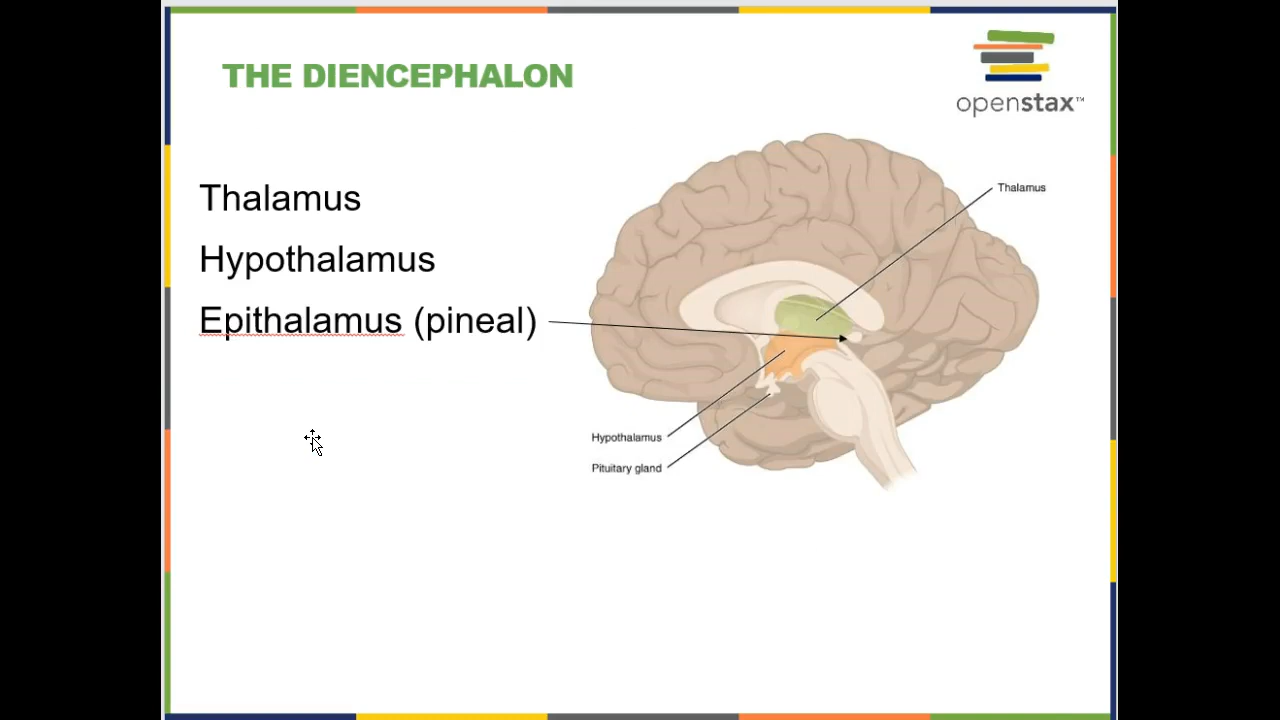 THE DIENCEPHALON
openstax™
Thalamus
Hypothalamus
Epithalamus (pineal)
Thalamus
Hypothalamus
Pituitary gland